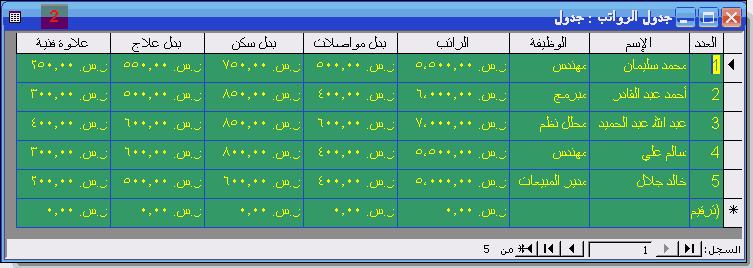 جدول الرواتب : جدول
2
العدد الإسم الوظيفة الراتب بدل مواصلات بدل سكن بدل علاج علاوة فنية
1 محمد سليمان مهندس ر.س. ٥،٥٠٠,٠٠ ر.س. ٥٠٠,٠٠ ر.س. ٧٥٠,٠٠ ر.س. ٥٥٠,٠٠ ر.س. ٢٥٠,٠٠
2 أحمد عبد القادر مبرمج ر.س. ٦،٠٠٠,٠٠ ر.س. ٤٠٠,٠٠ ر.س. ٨٥٠,٠٠ ر.س. ٥٠٠,٠٠ ر.س. ٣٠٠,٠٠
3 عبد الله عبد الحميد محلل نظم ر.س. ٧،٠٠٠,٠٠ ر.س. ٦٠٠,٠٠ ر.س. ٨٥٠,٠٠ ر.س. ٦٠٠,٠٠ ر.س. ٤٠٠,٠٠
4 سالم علي مهندس ر.س. ٥،٥٠٠,٠٠ ر.س. ٤٠٠,٠٠ ر.س. ٨٠٠,٠٠ ر.س. ٦٠٠,٠٠ ر.س. ٣٠٠,٠٠
5 خالد جلال مدير المبيعات ر.س. ٥،٠٠٠,٠٠ ر.س. ٤٠٠,٠٠ ر.س. ٦٠٠,٠٠ ر.س. ٥٠٠,٠٠ ر.س. ٢٠٠,٠٠
(ترقيم ر.س. ٠,٠٠ ر.س. ٠,٠٠ ر.س. ٠,٠٠ ر.س. ٠,٠٠ ر.س. ٠,٠٠
السجل: 1 من 5